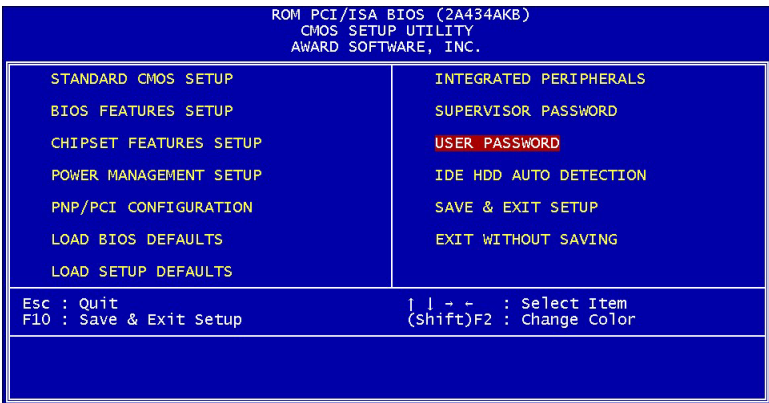 ROM PCI/ISA BIOS (2A434AKB)
CMOS SETUP UTILITY
AWARD SOFTWARE, INC.
STANDARD CMOS SETUP
BIOS FEATURES SETUP
CHIPSET FEATURES SETUP
POWER MANAGEMENT SETUP
PNP/PCI CONFIGURATION
LOAD BIOS DEFAULTS
LOAD SETUP DEFAULTS
INTEGRATED PERIPHERALS
SUPERVISOR PASSWORD
USER PASSWORD
IDE HDD AUTO DETECTION
SAVE & EXIT SETUP
EXIT WITHOUT SAVING
Esc : Quit
F10 : Save & Exit Setup
↑ ↓ → ← : Select Item
(Shift)F2 : Change Color